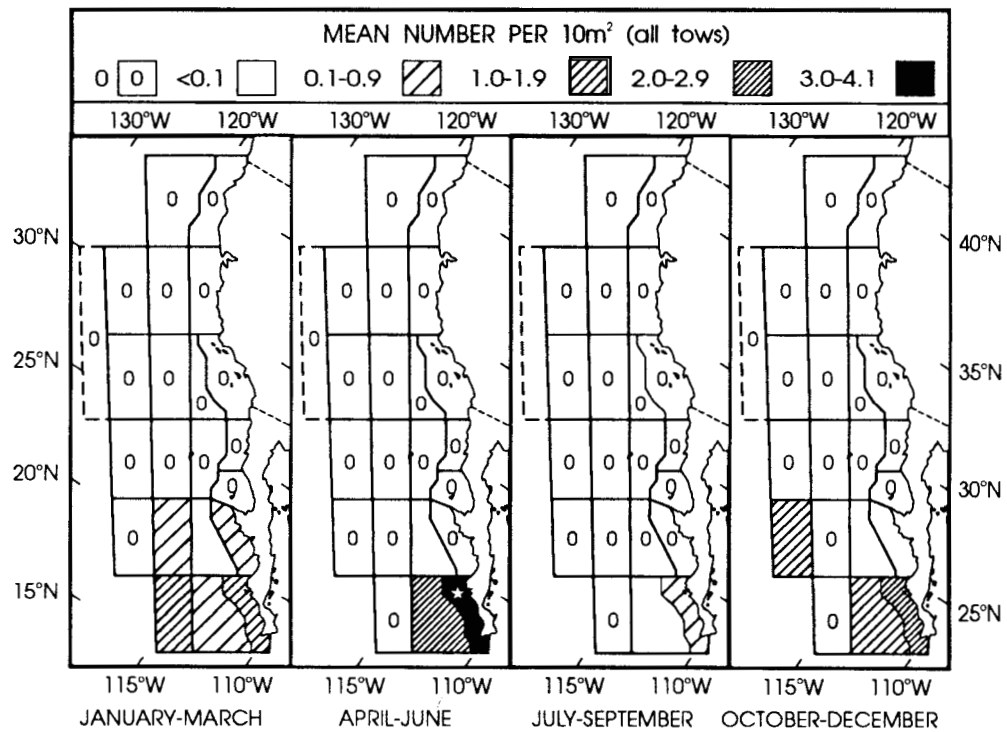 MEAN NUMBER PER 10m² (all tows)
0 0 <0.1 0.1-0.9 1.0-1.9 2.0-2.9 3.0-4.1
130°W 120°W 130°W 120°W 130°W 120°W 130°W 120°W
0 0 0 0 0 0 0 0
30°N 40°N
0 0 0 0 0 0 0 0 0 0 0 0
0 0
25°N 35°N
0 0 0 0 0 0 0 0 0 0 0 0
0 0 0 0
0 0 0 0
0 0 0 0 0 0 0 0 0 0 0 0
20°N 30°N
0 0 0 0
0 0 0 0 0 0 0 0 0
15°N 25°N
0 0 0
115°W 110°W 115°W 110°W 115°W 110°W 115°W 110°W
JANUARY-MARCH APRIL-JUNE JULY-SEPTEMBER OCTOBER-DECEMBER